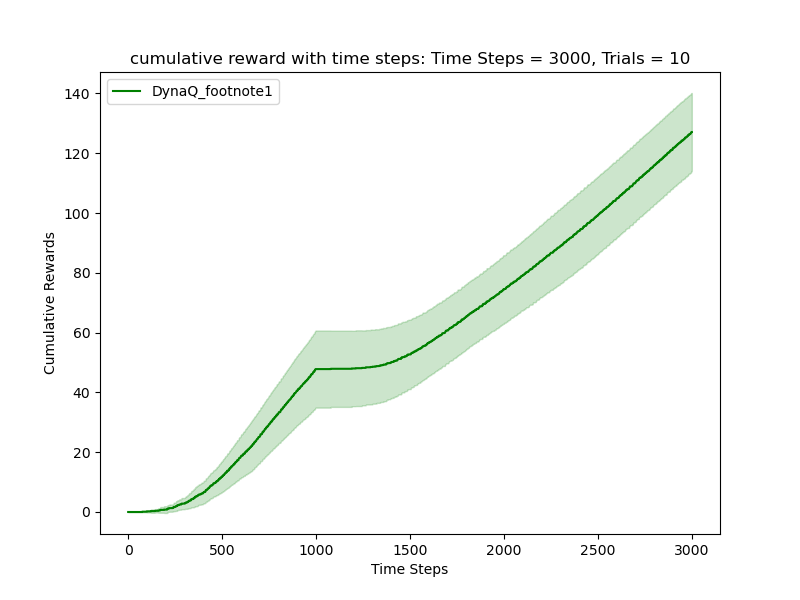 cumulative reward with time steps: Time Steps = 3000, Trials = 10
DynaQ_footnote1
140
120
100
80
60
40
20
0
Cumulative Rewards
0 500 1000 1500 2000 2500 3000
Time Steps